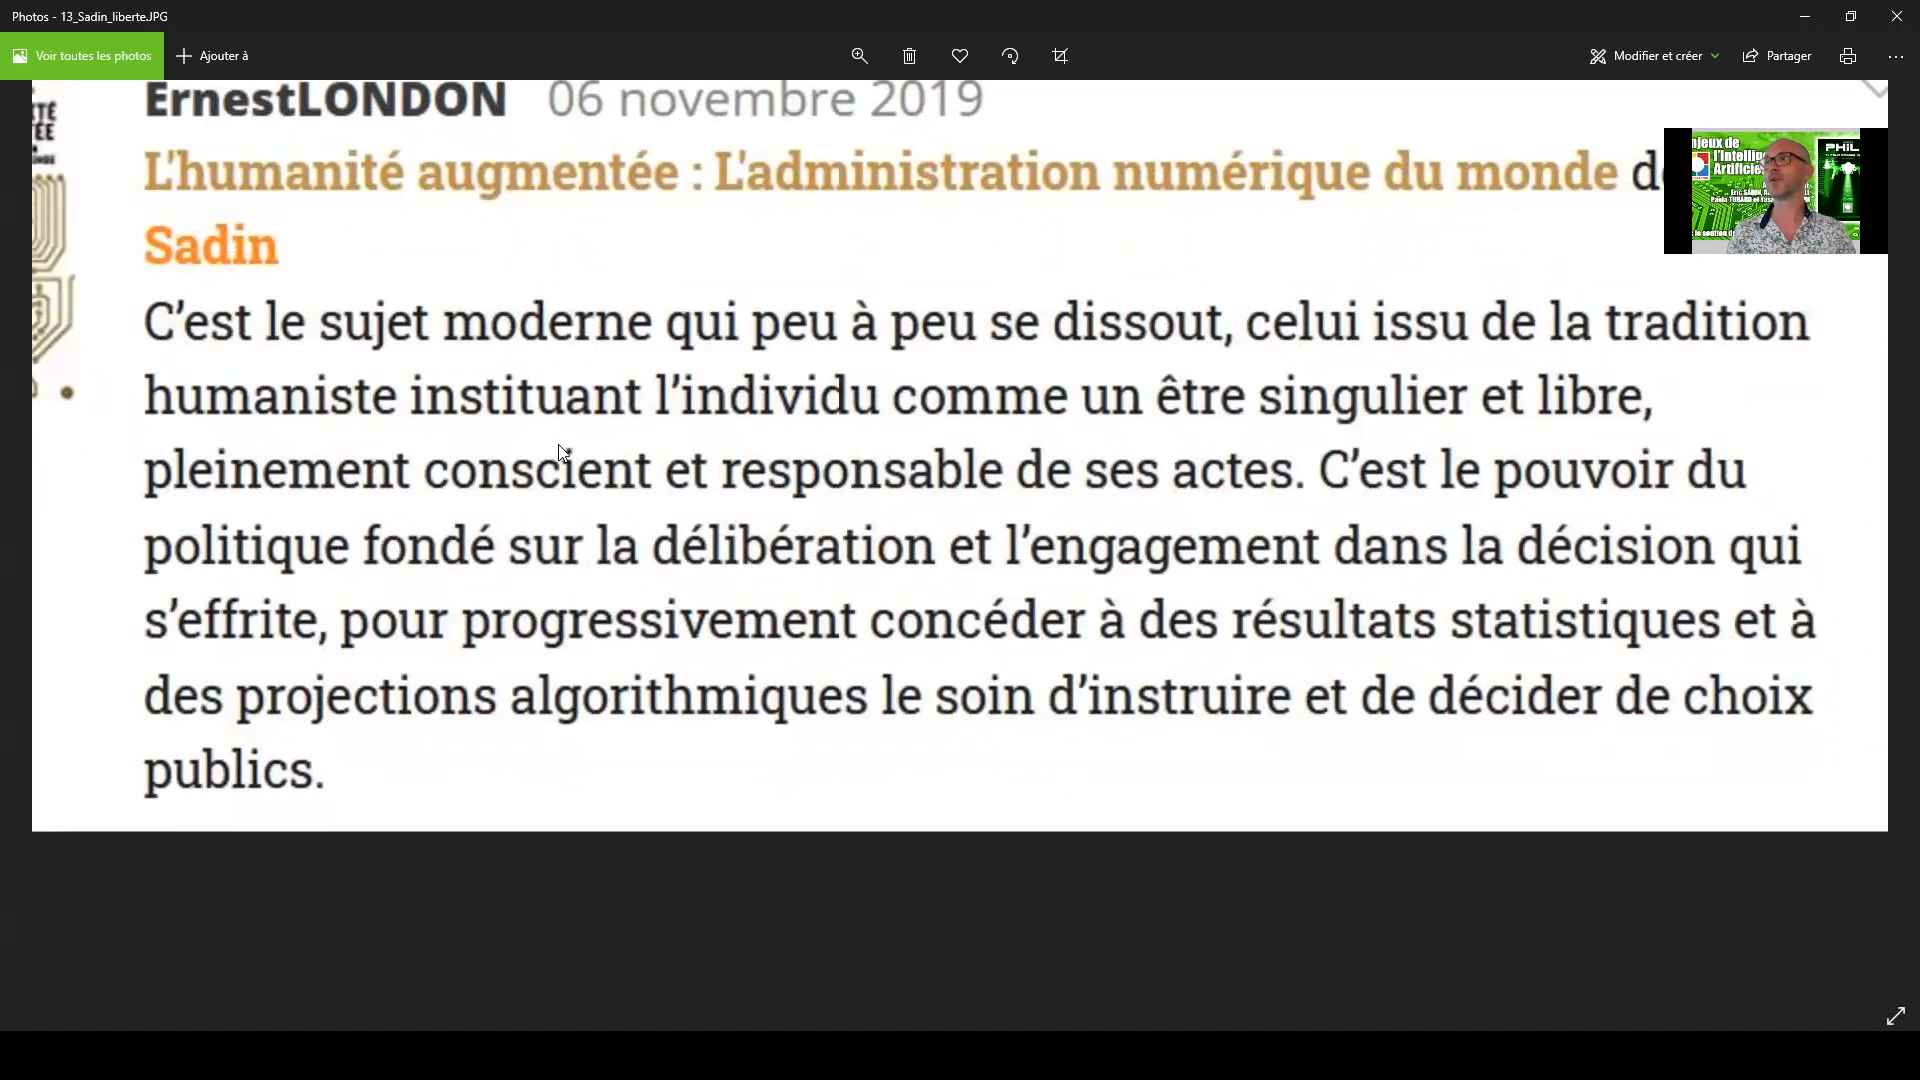 Photos - 13_Sadin_liberte.JPG
Voir toutes les photos
Ajouter à
Modifier et créer
Partager
ErnestLONDON 06 novembre 2019
L'humanité augmentée : L'administration numérique du monde
Sadin
C'est le sujet moderne qui peu à peu se dissout, celui issu de la tradition
humaniste instituant l'individu comme un être singulier et libre,
pleinement conscient et responsable de ses actes. C'est le pouvoir du
politique fondé sur la délibération et l'engagement dans la décision qui
s'effrite, pour progressivement concéder à des résultats statistiques et à
des projections algorithmiques le soin d'instruire et de décider de choix
publics.